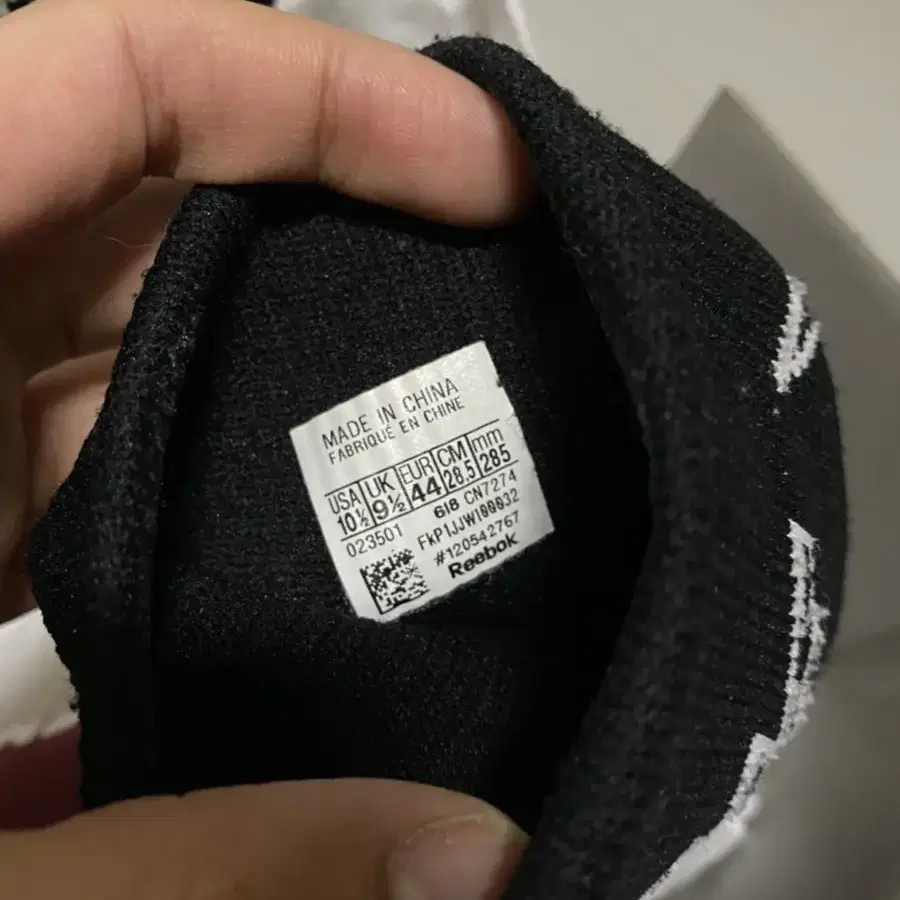 MADE IN CHINA
FABRIQUÉ EN CHINE
USA UK EUR CM mm
10½ 9½ 44 28.5 285
023501 618 CN7274
FkP1JJW100032
#120542767
Reebok